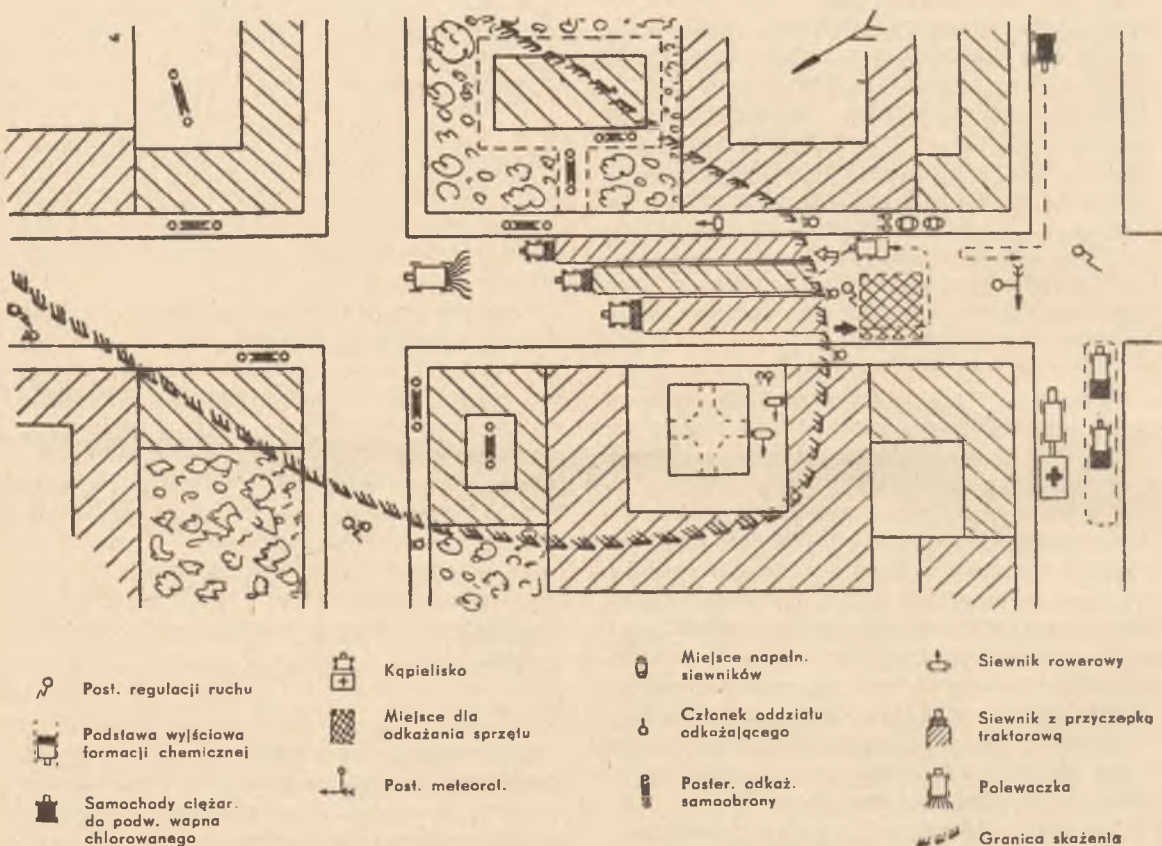 Post. regulacji ruchu
Podstawa wyjściowa
formacji chemicznej
Samochody ciężar.
do podw. wapna
chlorowanego
Kąpielisko
Miejsce dla
odkażania sprzętu
Post. meteorol.
Miejsce napełn.
siewników
Członek oddziału
odkażającego
Poster. odkaż.
samoobrony
Siewnik rowerowy
Siewnik z przyczepką
traktorową
Polewaczka
Granica skażenia